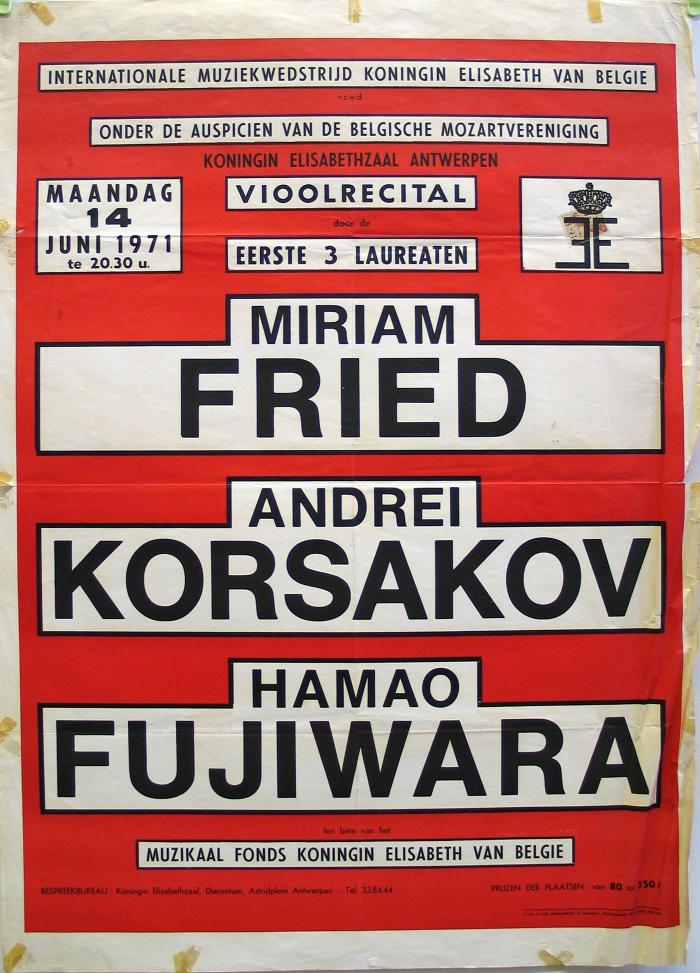 INTERNATIONALE MUZIEKWEDSTRIJD KONINGIN ELISABETH VAN BELGIE
v.z.w.d.
ONDER DE AUSPICIEN VAN DE BELGISCHE MOZARTVERENIGING
KONINGIN ELISABETHZAAL ANTWERPEN
MAANDAG
14
JUNI 1971
te 20.30 u.
VIOOLRECITAL
door de
EERSTE 3 LAUREATEN
E
MIRIAM
FRIED
ANDREI
KORSAKOV
HAMAO
FUJIWARA
ten bate van het
MUZIKAAL FONDS KONINGIN ELISABETH VAN BELGIE
BESPREEKBUREAU: Koningin Elisabethzaal, Dierentuin, Astridplein Antwerpen - Tel. 33.84.44
PRIJZEN DER PLAATSEN: van 80 tot